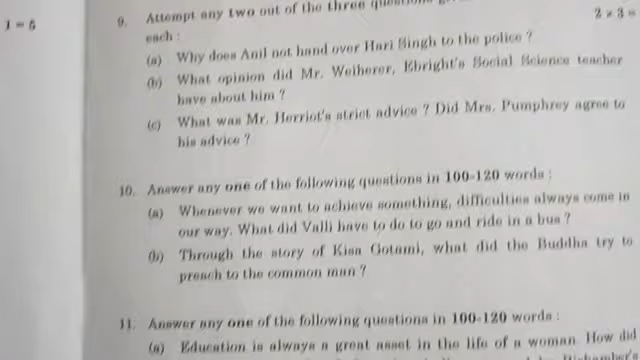 1 = 5
9. Attempt any two out of the three questions
2 × 3 =
each :
(a) Why does Anil not hand over Hari Singh to the police ?
(b) What opinion did Mr. Weiherer, Ebright's Social Science teacher
have about him ?
(c) What was Mr. Herriot's strict advice ? Did Mrs. Pumphrey agree to
his advice ?
10. Answer any one of the following questions in 100-120 words :
(a) Whenever we want to achieve something, difficulties always come in
our way. What did Valli have to do to go and ride in a bus ?
(b) Through the story of Kisa Gotami, what did the Buddha try to
preach to the common man ?
11. Answer any one of the following questions in 100-120 words :
(a) Education is always a great asset in the life of a woman. How did